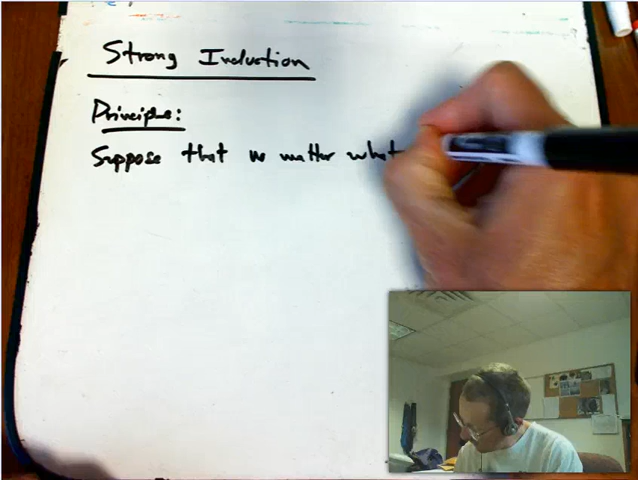 Strong Induction
Principle:
Suppose that no matter what